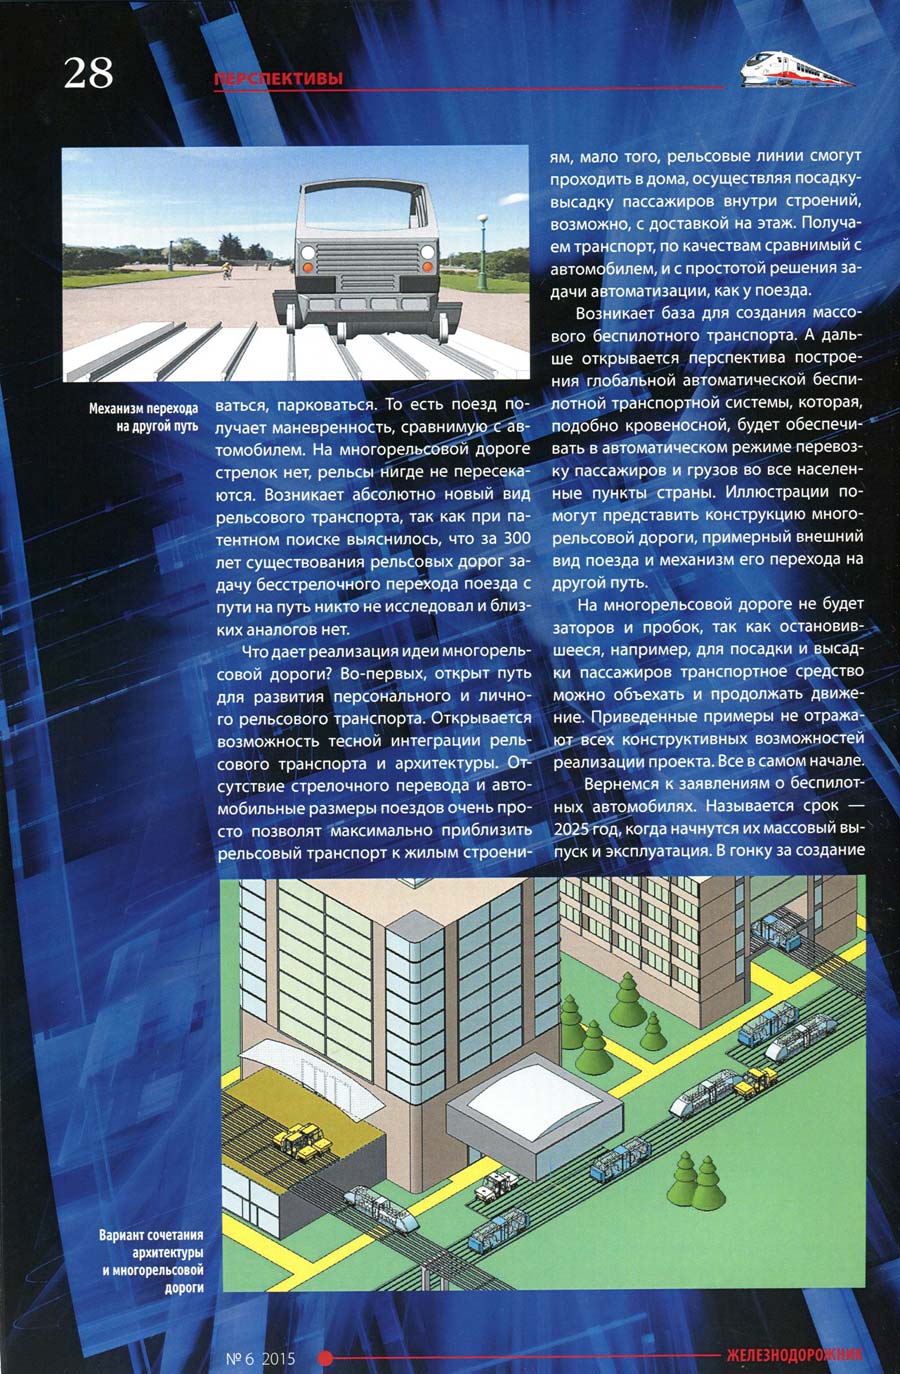 28
ПЕРСПЕКТИВЫ
Механизм перехода
на другой путь
ваться, парковаться. То есть поезд по-
лучает маневренность, сравнимую с ав-
томобилем. На многорельсовой дороге
стрелок нет, рельсы нигде не пересека-
ются. Возникает абсолютно новый вид
рельсового транспорта, так как при па-
тентном поиске выяснилось, что за 300
лет существования рельсовых дорог за-
дачу бесстрелочного перехода поезда с
пути на путь никто не исследовал и близ-
ких аналогов нет.
Что дает реализация идеи многорель-
совой дороги? Во-первых, открыт путь
для развития персонального и лично-
го рельсового транспорта. Открывается
возможность тесной интеграции рель-
сового транспорта и архитектуры. От-
сутствие стрелочного перевода и авто-
мобильные размеры поездов очень про-
сто позволят максимально приблизить
рельсовый транспорт к жилым строени-
ям, мало того, рельсовые линии смогут
проходить в дома, осуществляя посадку-
высадку пассажиров внутри строений,
возможно, с доставкой на этаж. Получа-
ем транспорт, по качествам сравнимый с
автомобилем, и с простотой решения за-
дачи автоматизации, как у поезда.
Возникает база для создания массо-
вого беспилотного транспорта. А даль-
ше открывается перспектива построе-
ния глобальной автоматической беспи-
лотной транспортной системы, которая,
подобно кровеносной, будет обеспечи-
вать в автоматическом режиме перевоз-
ку пассажиров и грузов во все населен-
ные пункты страны. Иллюстрации по-
могут представить конструкцию много-
рельсовой дороги, примерный внешний
вид поезда и механизм его перехода на
другой путь.
На многорельсовой дороге не будет
заторов и пробок, так как остановив-
шееся, например, для посадки и высад-
ки пассажиров транспортное средство
можно объехать и продолжать движе-
ние. Приведенные примеры не отража-
ют всех конструктивных возможностей
реализации проекта. Все в самом начале.
Вернемся к заявлениям о беспилот-
ных автомобилях. Называется срок —
2025 год, когда начнутся их массовый вы-
пуск и эксплуатация. В гонку за создание
Вариант сочетания
архитектуры
и многорельсовой
дороги
№ 6 2015
ЖЕЛЕЗНОДОРОЖНИК